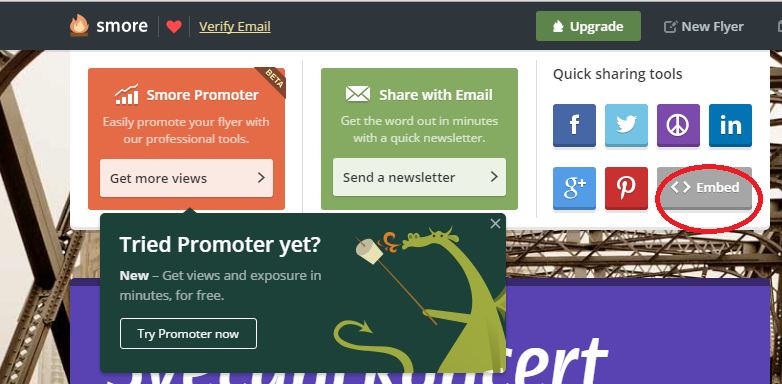 smore
Verify Email
Upgrade
New Flyer
BETA
Smore Promoter
Easily promote your flyer with
our professional tools.
Get more views
Share with Email
Get the word out in minutes
with a quick newsletter.
Send a newsletter
Quick sharing tools
f
in
g+
Embed
Tried Promoter yet?
New – Get views and exposure in
minutes, for free.
Try Promoter now
koncert